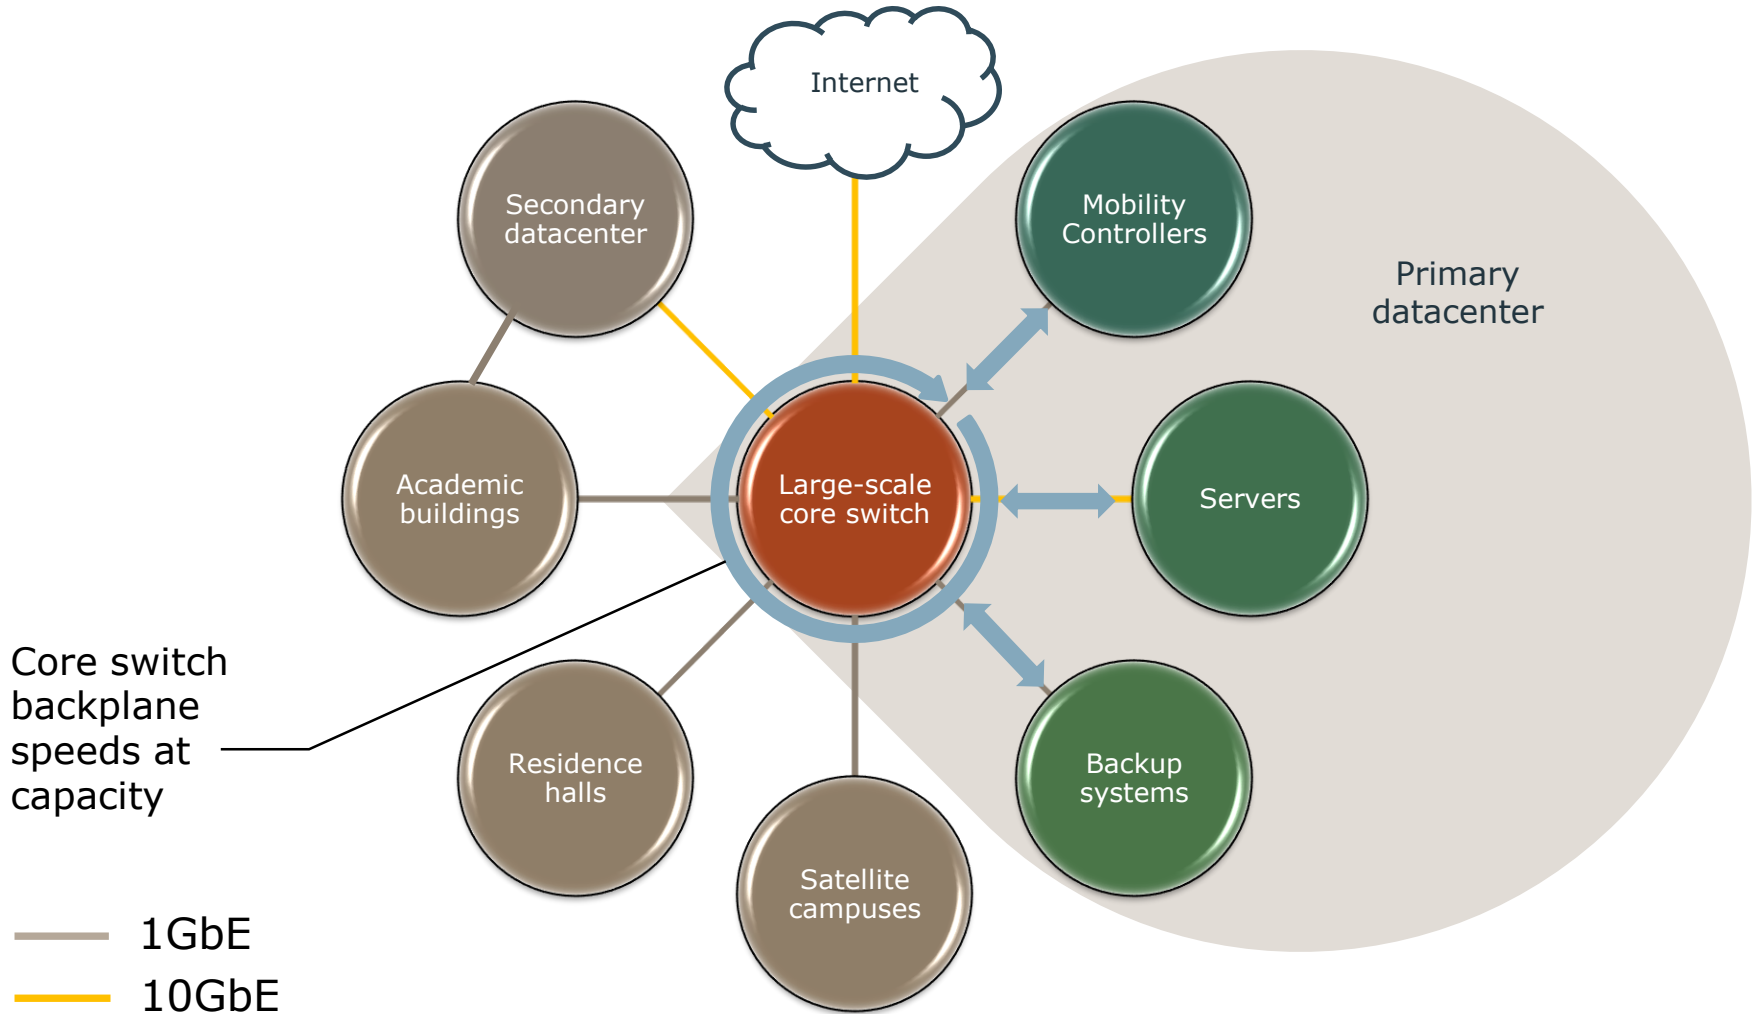 Internet
Secondary
datacenter
Mobility
Controllers
Primary
datacenter
Academic
buildings
Large-scale
core switch
Servers
Core switch
backplane
speeds at
capacity
Residence
halls
Backup
systems
Satellite
campuses
1GbE
10GbE